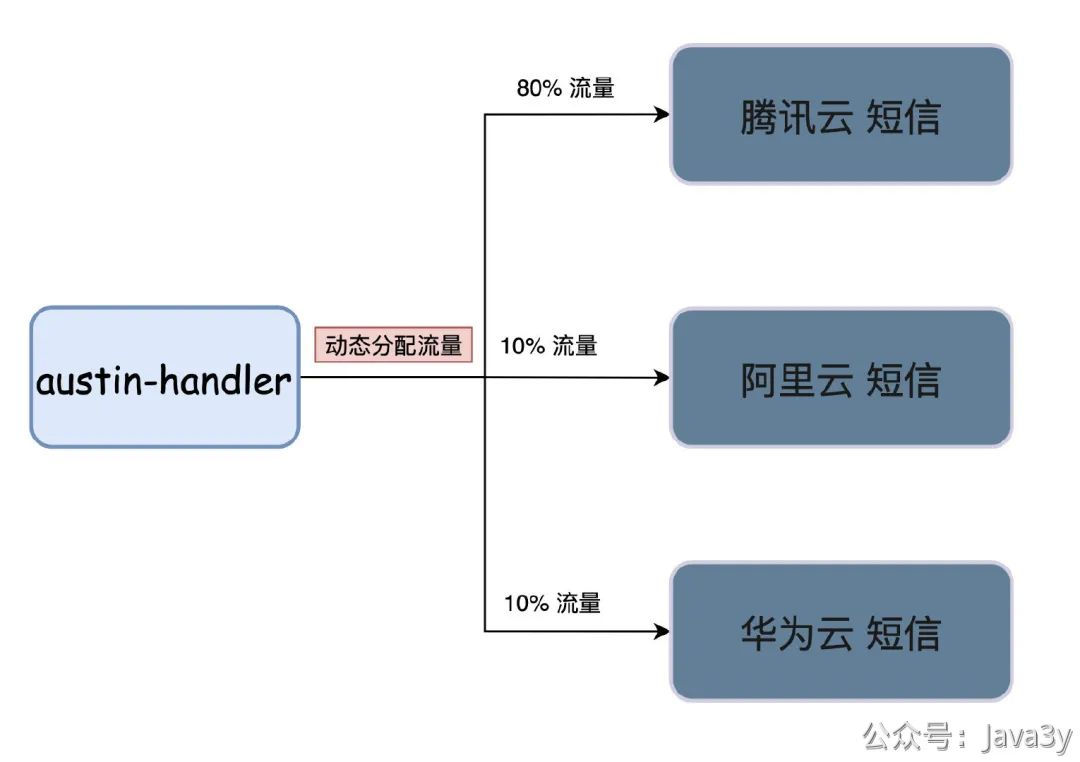 80% 流量
腾讯云 短信
austin-handler
动态分配流量
10% 流量
阿里云 短信
10% 流量
华为云 短信
公众号：Java3y